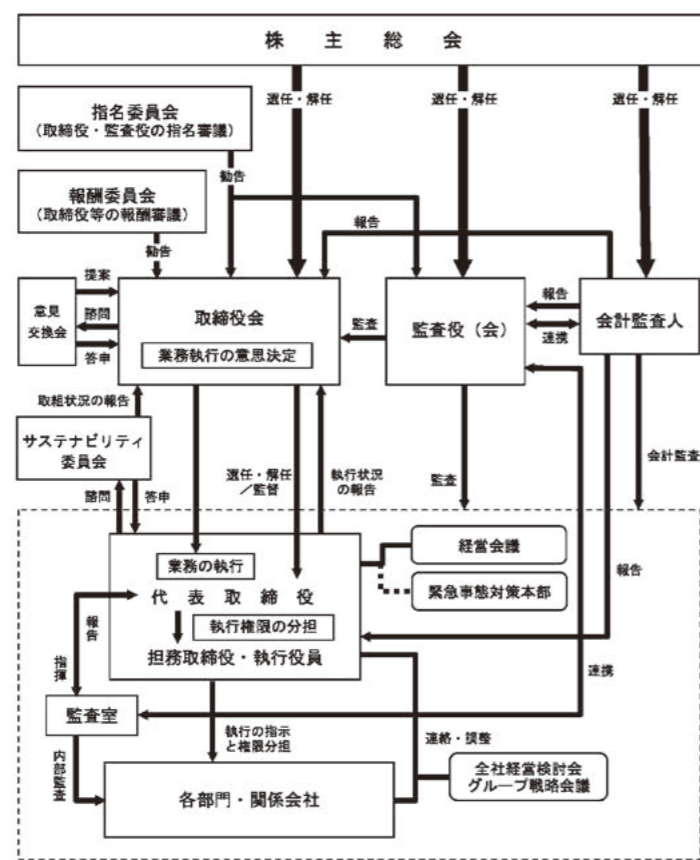 株主総会
選任・解任
選任・解任
選任・解任
指名委員会
（取締役・監査役の指名審議）
勧告
報酬委員会
（取締役等の報酬審議）
勧告
報告
意見
交換会
提案
諮問
答申
取締役会
業務執行の意思決定
監査
監査役（会）
報告
連携
会計監査人
取組状況の報告
サステナビリティ
委員会
諮問
答申
選任・解任
／監督
執行状況
の報告
監査
会計監査
業務の執行
代表取締役
執行権限の分担
担務取締役・執行役員
経営会議
緊急事態対策本部
報告
報告
指揮
監査室
連携
内部監査
執行の指示
と権限分担
連絡・調整
各部門・関係会社
全社経営検討会
グループ戦略会議